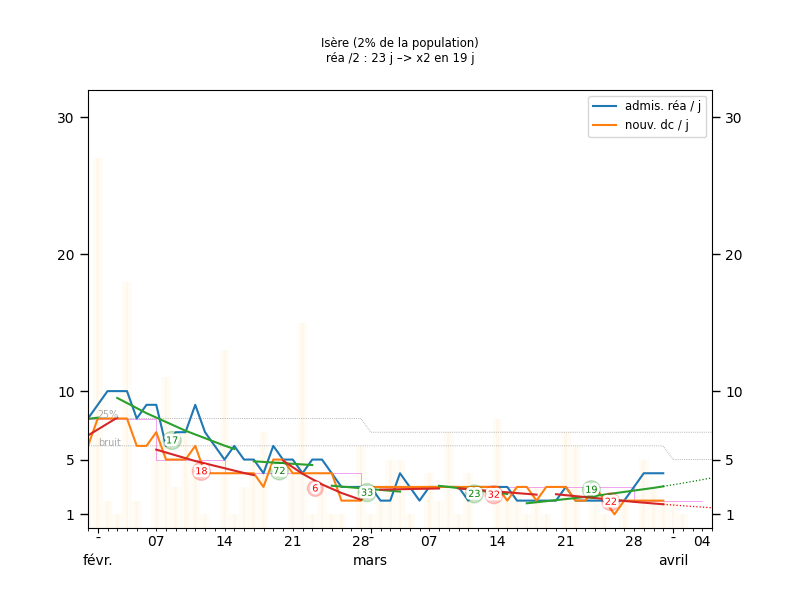 Isère (2% de la population)
réa /2 : 23 j –> x2 en 19 j
admis. réa / j
nouv. dc / j
30 30
20 20
10 10
25%
bruit
17
18
72
6
33
23
32
19
22
5 5
1 1
- 07 14 21 28 - 07 14 21 28 - 04
févr. mars avril